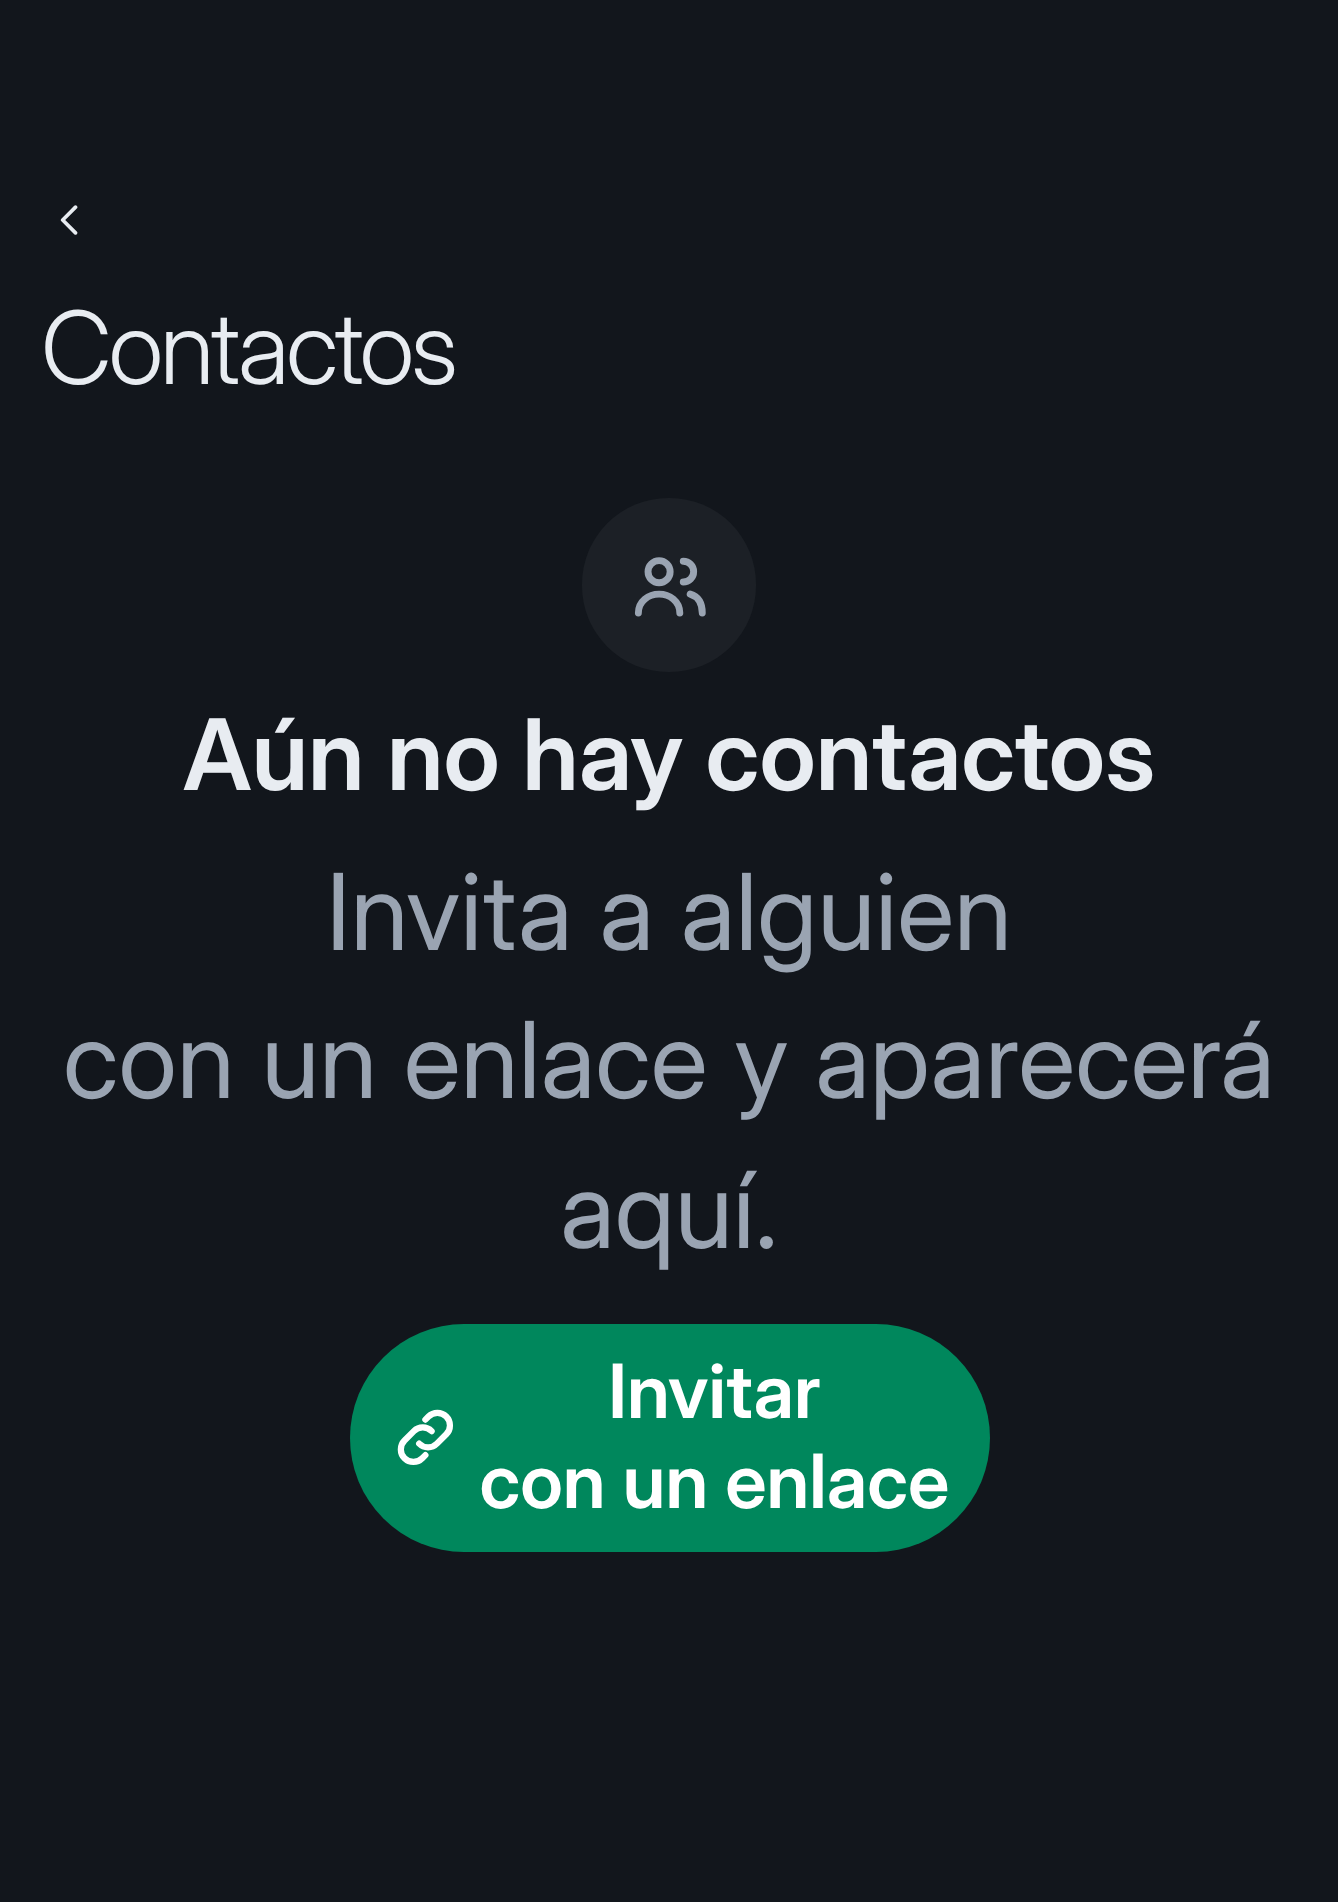 Contactos
Aún no hay contactos
Invita a alguien
con un enlace y aparecerá
aquí.
Invitar
con un enlace